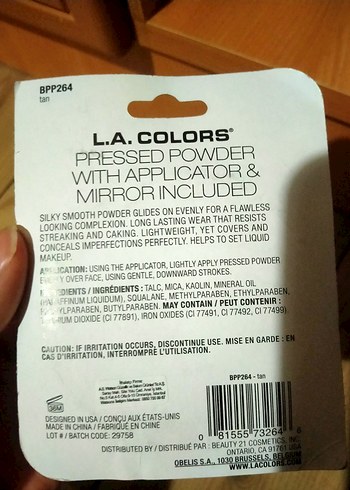 BPP264
tan
L.A. COLORS®
PRESSED POWDER
WITH APPLICATOR &
MIRROR INCLUDED
SILKY SMOOTH POWDER GLIDES ON EVENLY FOR A FLAWLESS
LOOKING COMPLEXION. LONG LASTING WEAR THAT RESISTS
STREAKING AND CAKING. LIGHTWEIGHT, YET COVERS AND
CONCEALS IMPERFECTIONS PERFECTLY. HELPS TO SET LIQUID
MAKEUP.
APPLICATION: USING THE APPLICATOR, LIGHTLY APPLY PRESSED POWDER
OVER FACE, USING GENTLE, DOWNWARD STROKES.
/ INGRÉDIENTS : TALC, MICA, KAOLIN, MINERAL OIL
LIQUIDUM), SQUALANE, METHYLPARABEN, ETHYLPARABEN,
BUTYLPARABEN. MAY CONTAIN / PEUT CONTENIR :
DIOXIDE (CI 77891), IRON OXIDES (CI 77491, CI 77492, CI 77499)
CAUTION: IF IRRITATION OCCURS, DISCONTINUE USE. MISE EN GARDE : EN
CAS D'IRRITATION, INTERROMPRE L'UTILISATION.
BPP264 - tan
36M
DESIGNED IN USA / CONÇU AUX ÉTATS-UNIS
MADE IN CHINA / FABRIQUÉ EN CHINE
LOT # / BATCH CODE: 29758
0 81555 73264
DISTRIBUTED BY / DISTRIBUÉ PAR : BEAUTY 21 COSMETICS, INC.
ONTARIO, CA 91761
OBELIS S.A., 1030 BRUSSELS, BELGIUM
WWW.LACOLORS.COM